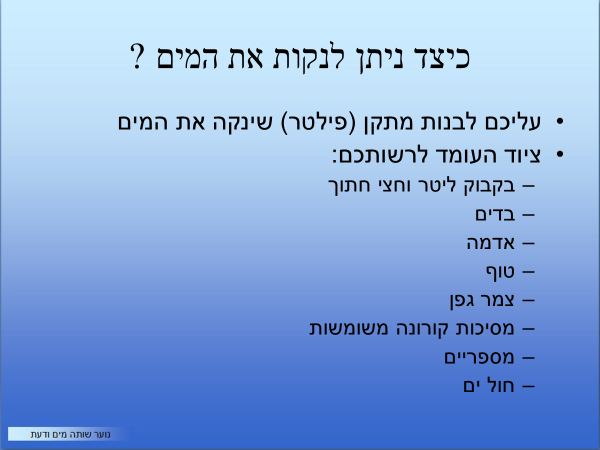 כיצד ניתן לנקות את המים ?
• עליכם לבנות מתקן (פילטר) שינקה את המים
• ציוד העומד לרשותכם:
– בקבוק ליטר וחצי חתוך
– בדים
– אדמה
– טוף
– צמר גפן
– מסיכות קורונה משומשות
– מספריים
– חול ים
נוער שותה מים ודעת